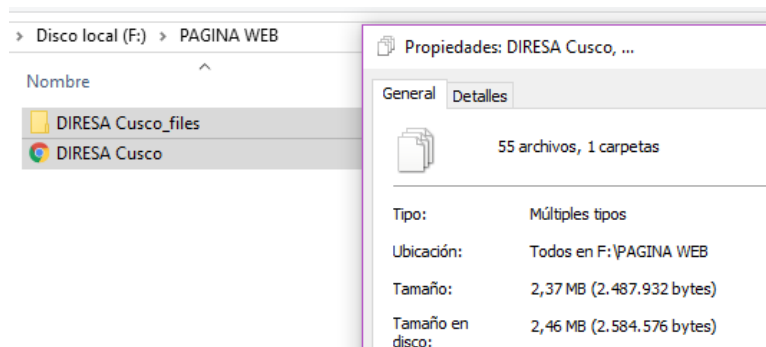 > Disco local (F:) > PAGINA WEB
Nombre
DIRESA Cusco_files
DIRESA Cusco
Propiedades: DIRESA Cusco, ...
General Detalles
55 archivos, 1 carpetas
Tipo: Múltiples tipos
Ubicación: Todos en F:\PAGINA WEB
Tamaño: 2,37 MB (2.487.932 bytes)
Tamaño en 2,46 MB (2.584.576 bytes)
disco: